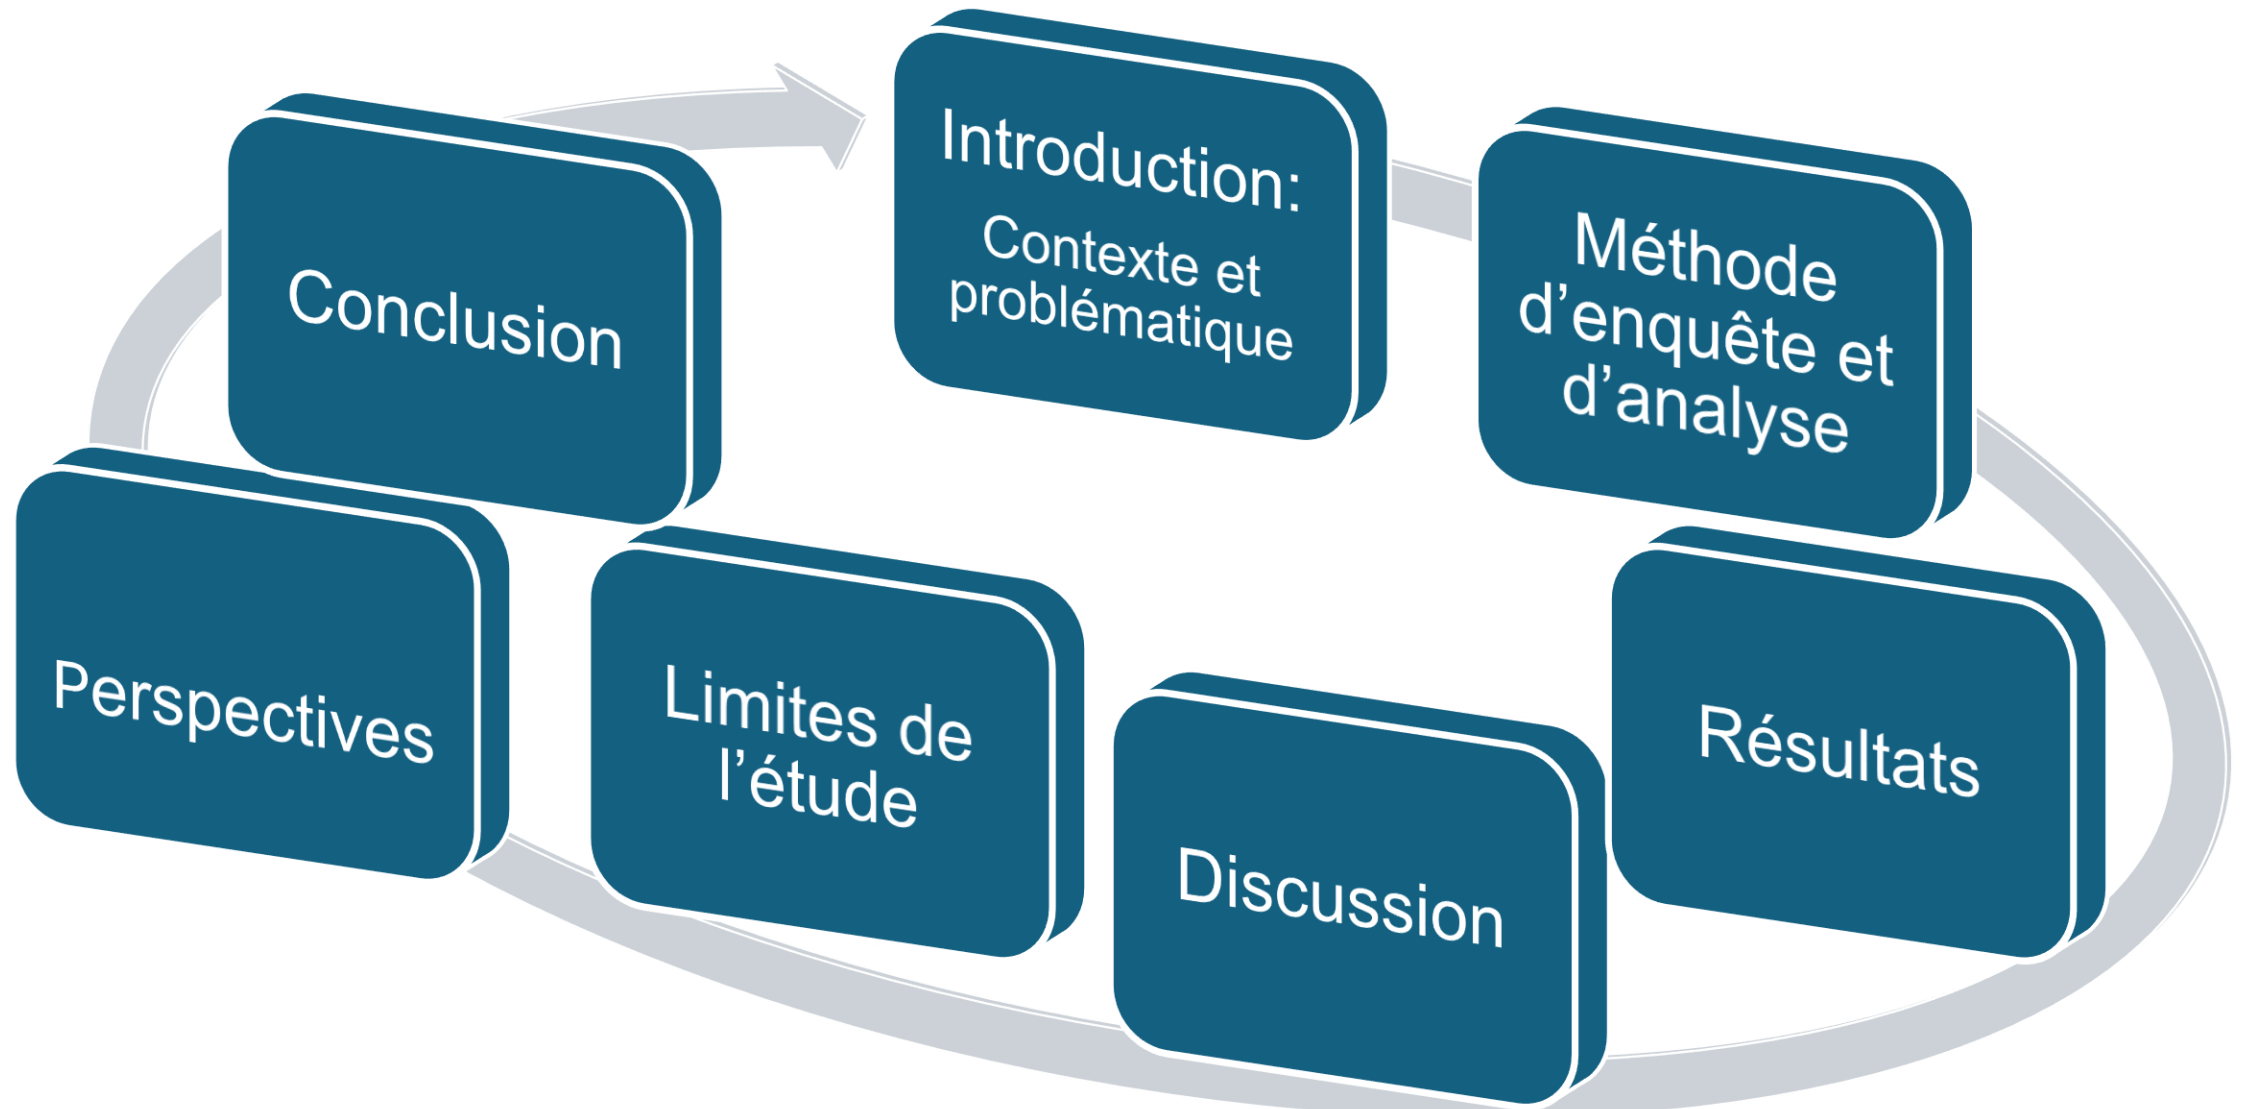 Introduction:
Contexte et
problématique
Méthode
d’enquête et
d’analyse
Résultats
Discussion
Limites de
l’étude
Perspectives
Conclusion